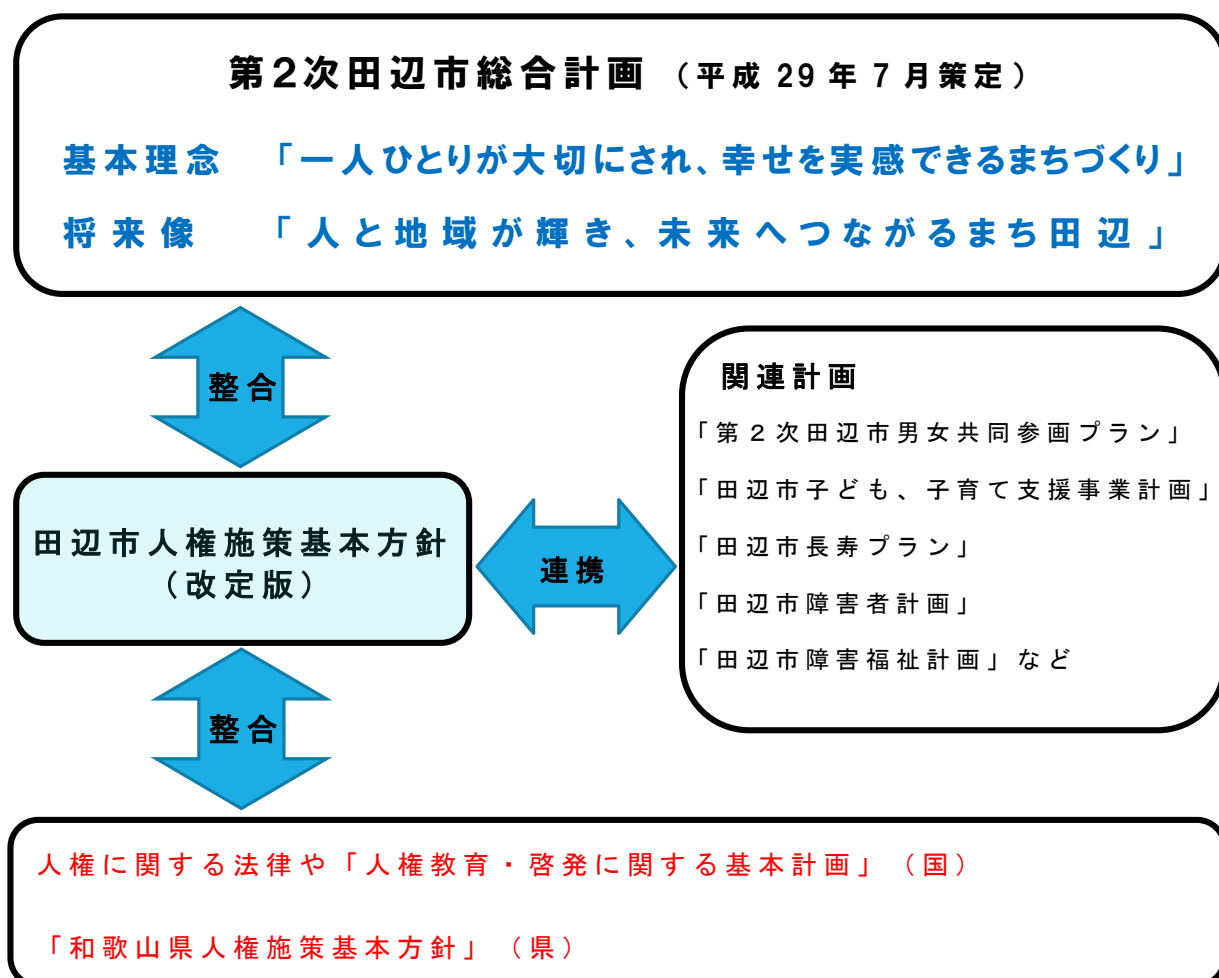 第2次田辺市総合計画 （平成 29 年 7 月策定）
基本理念 「一人ひとりが大切にされ、幸せを実感できるまちづくり」
将来像 「人と地域が輝き、未来へつながるまち田辺」
整合
関連計画
「第２次田辺市男女共同参画プラン」
「田辺市子ども、子育て支援事業計画」
「田辺市長寿プラン」
「田辺市障害者計画」
「田辺市障害福祉計画」など
田辺市人権施策基本方針
（改定版）
連携
整合
人権に関する法律や「人権教育・啓発に関する基本計画」（国）
「和歌山県人権施策基本方針」（県）